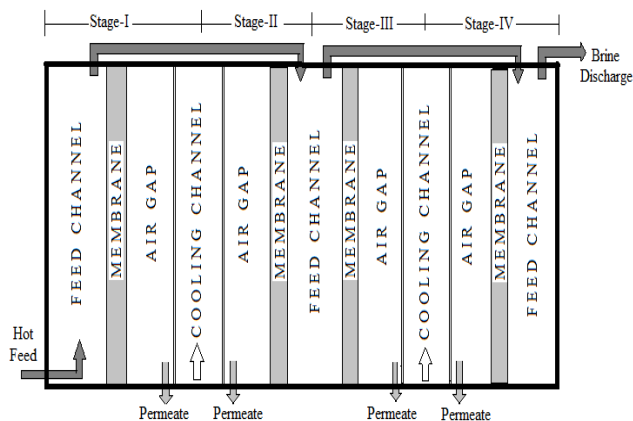 Stage-I
Stage-II
Stage-III
Stage-IV
Brine
Discharge
FEED CHANNEL
MEMBRANE
AIR GAP
COOLING CHANNEL
AIR GAP
MEMBRANE
FEED CHANNEL
MEMBRANE
AIR GAP
COOLING CHANNEL
AIR GAP
MEMBRANE
FEED CHANNEL
Hot
Feed
Permeate
Permeate
Permeate
Permeate